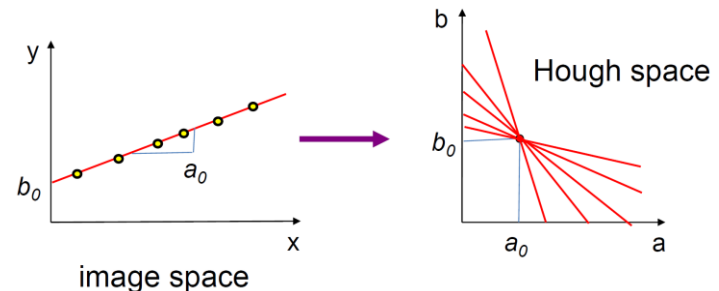 y
b₀
a₀
x
image space
b
Hough space
b₀
a₀
a